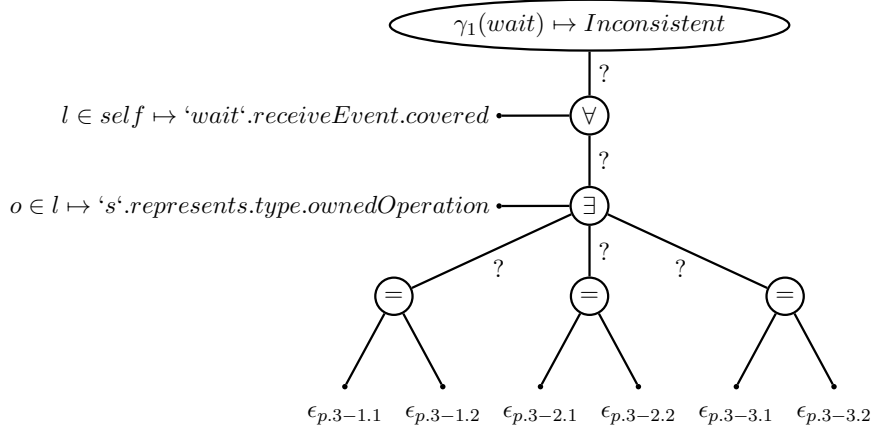 γ₁(wait) ↦ Inconsistent
?
l ∈ self ↦ ‘wait‘.receiveEvent.covered ∀
?
o ∈ l ↦ ‘s‘.represents.type.ownedOperation ∃
? ? ?
= = =
ϵp.3−1.1 ϵp.3−1.2 ϵp.3−2.1 ϵp.3−2.2 ϵp.3−3.1 ϵp.3−3.2